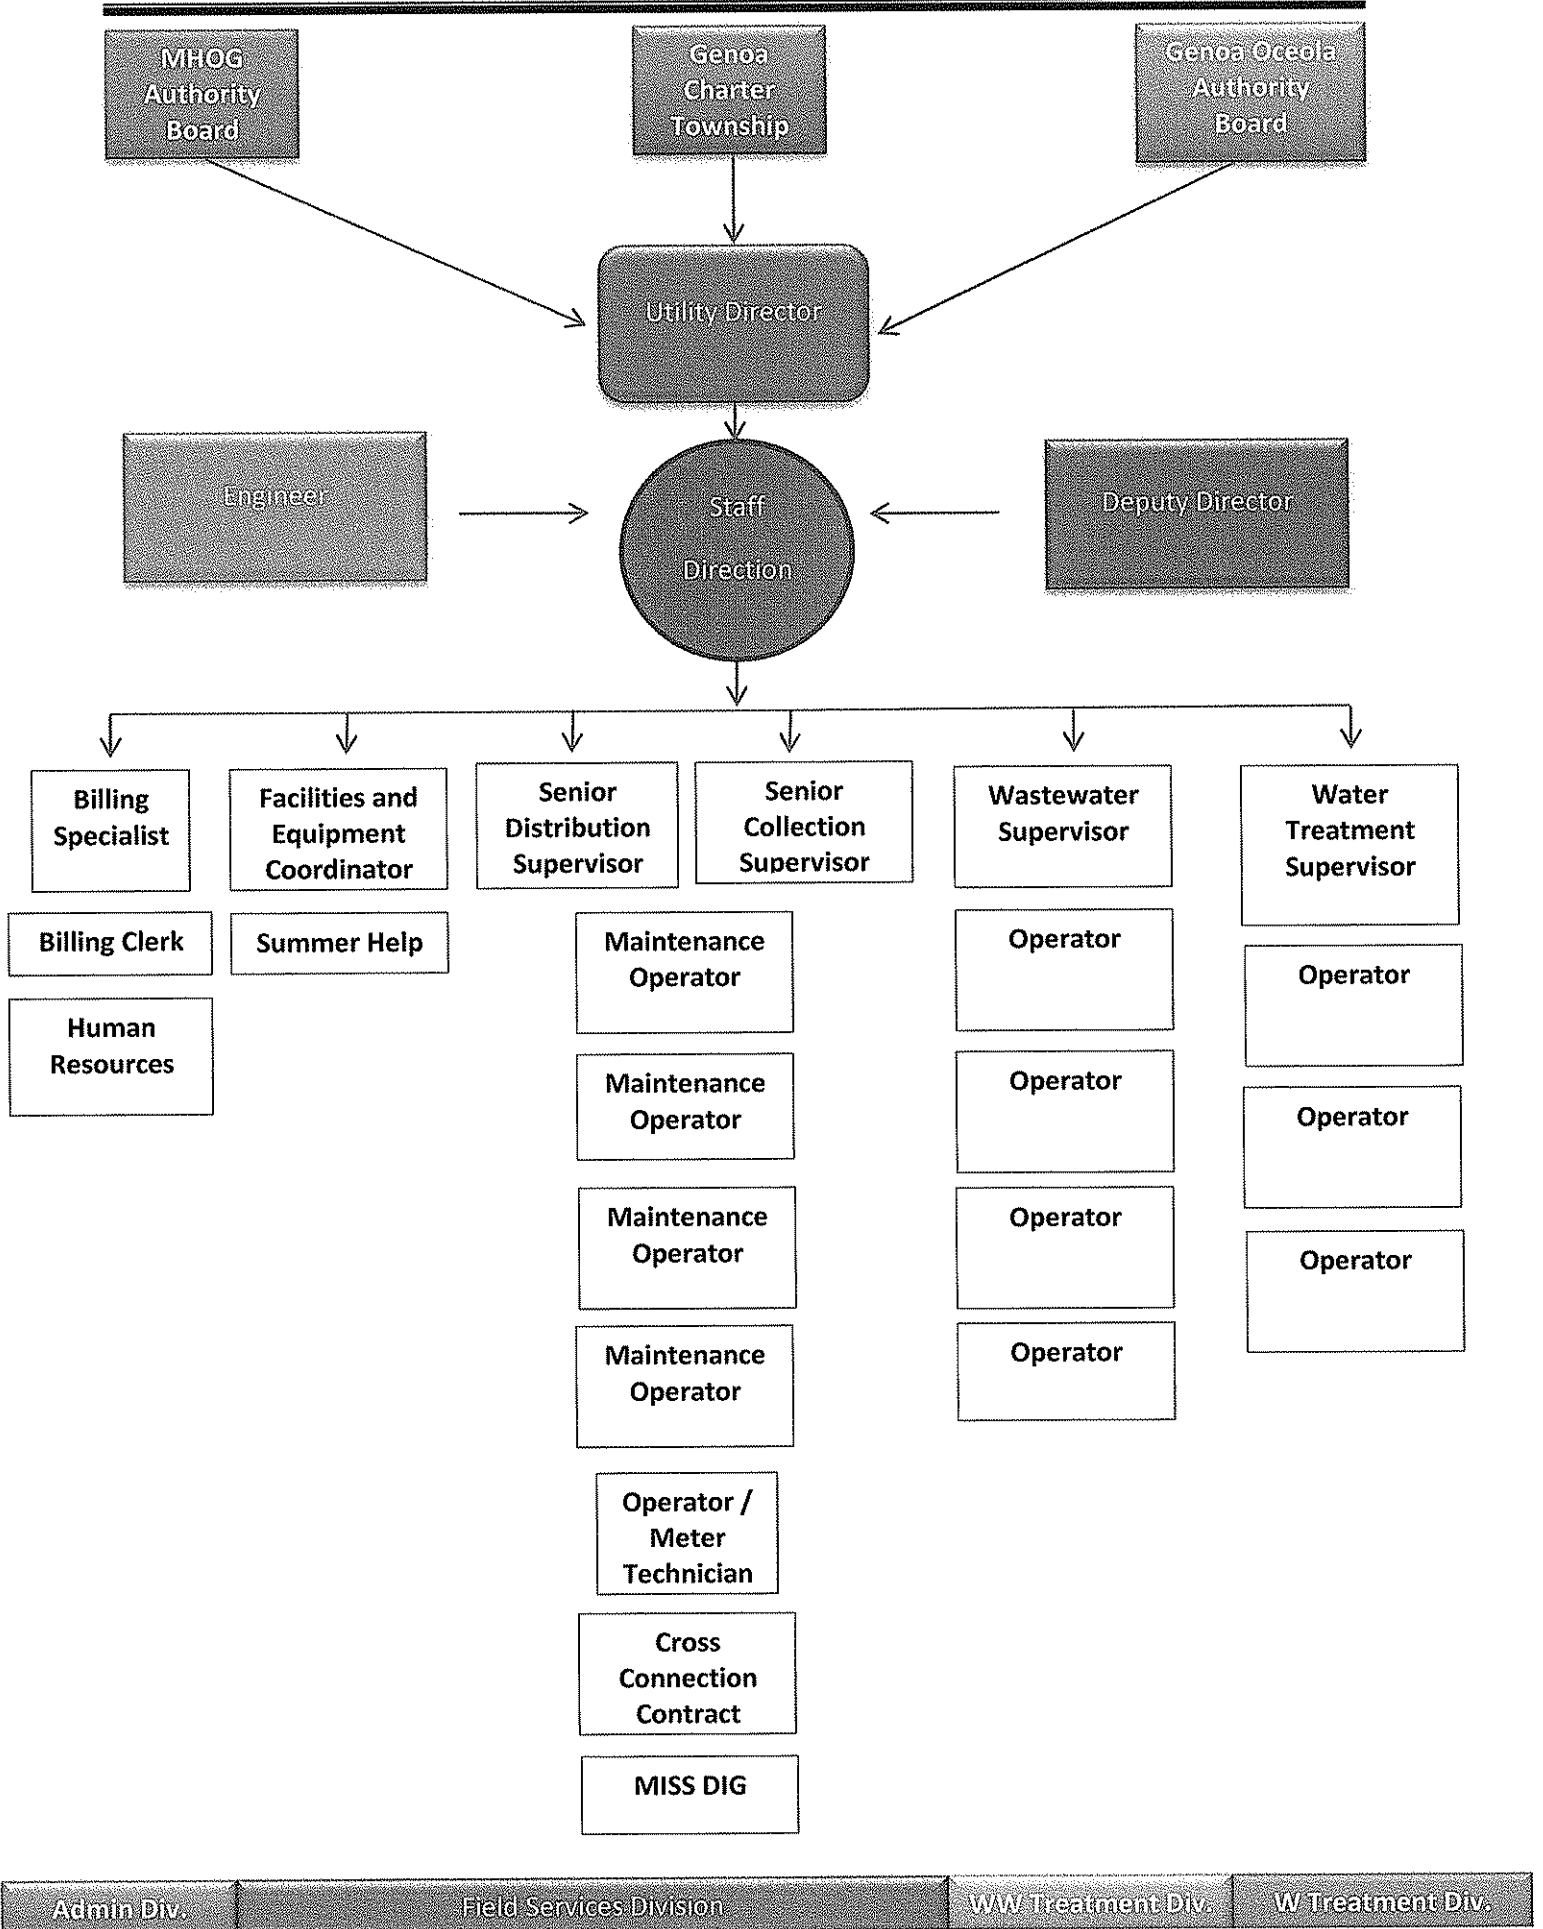 MHOG
Authority
Board
Genoa
Charter
Township
Genoa Oceola
Authority
Board
Utility Director
Engineer
Staff
Direction
Deputy Director
Billing
Specialist
Facilities and
Equipment
Coordinator
Senior
Distribution
Supervisor
Senior
Collection
Supervisor
Wastewater
Supervisor
Water
Treatment
Supervisor
Billing Clerk
Human
Resources
Summer Help
Maintenance
Operator
Maintenance
Operator
Maintenance
Operator
Maintenance
Operator
Operator /
Meter
Technician
Cross
Connection
Contract
MISS DIG
Operator
Operator
Operator
Operator
Operator
Operator
Operator
Admin Div.
Field Services Division
WW Treatment Div.
W Treatment Div.